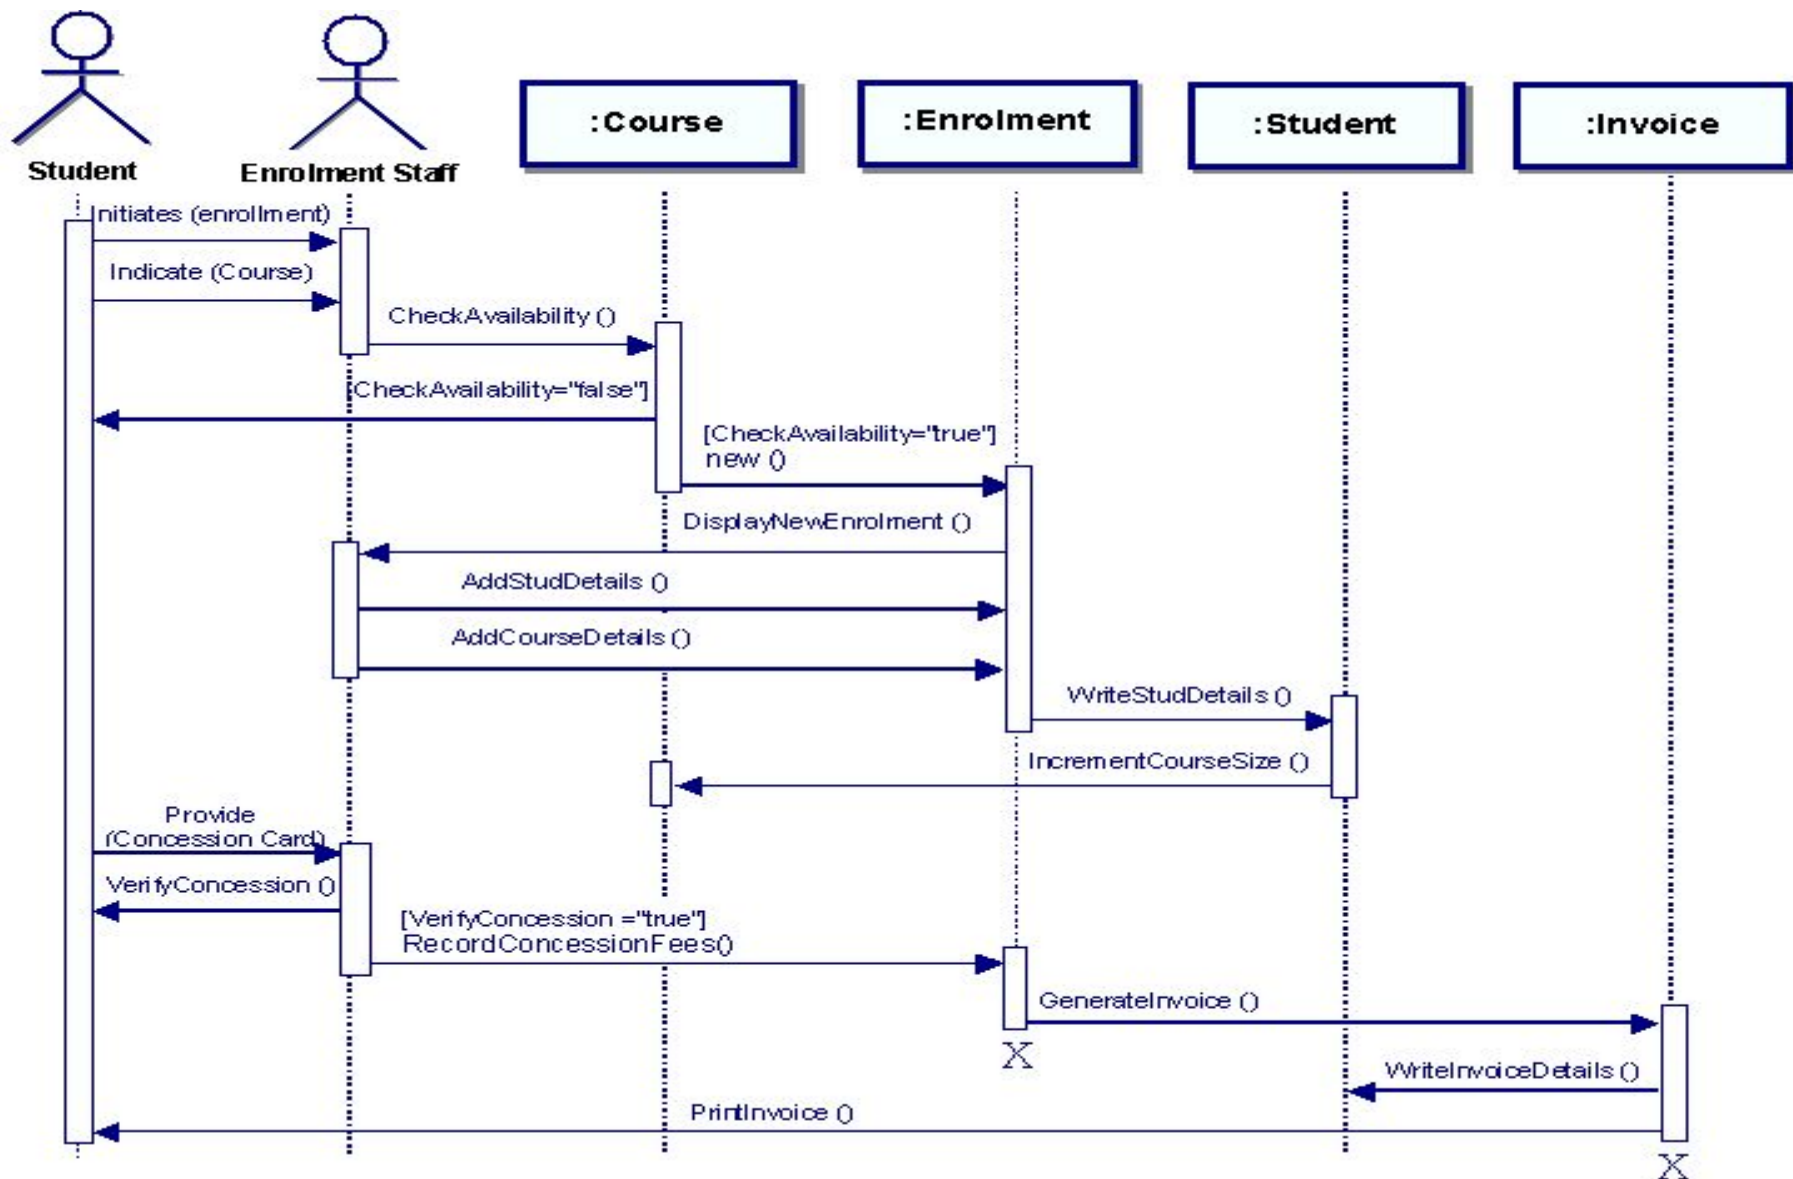 :Course
:Enrolment
:Student
:Invoice
Student
Enrolment Staff
Initiates (enrollment)
Indicate (Course)
CheckAvailability ()
[CheckAvailability="false"]
[CheckAvailability="true"]
new ()
DisplayNewEnrolment ()
AddStudDetails ()
AddCourseDetails ()
WriteStudDetails ()
IncrementCourseSize ()
Provide
(Concession Card)
VerifyConcession ()
[VerifyConcession ="true"]
RecordConcessionFees()
GenerateInvoice ()
X
WriteInvoiceDetails ()
PrintInvoice ()
X